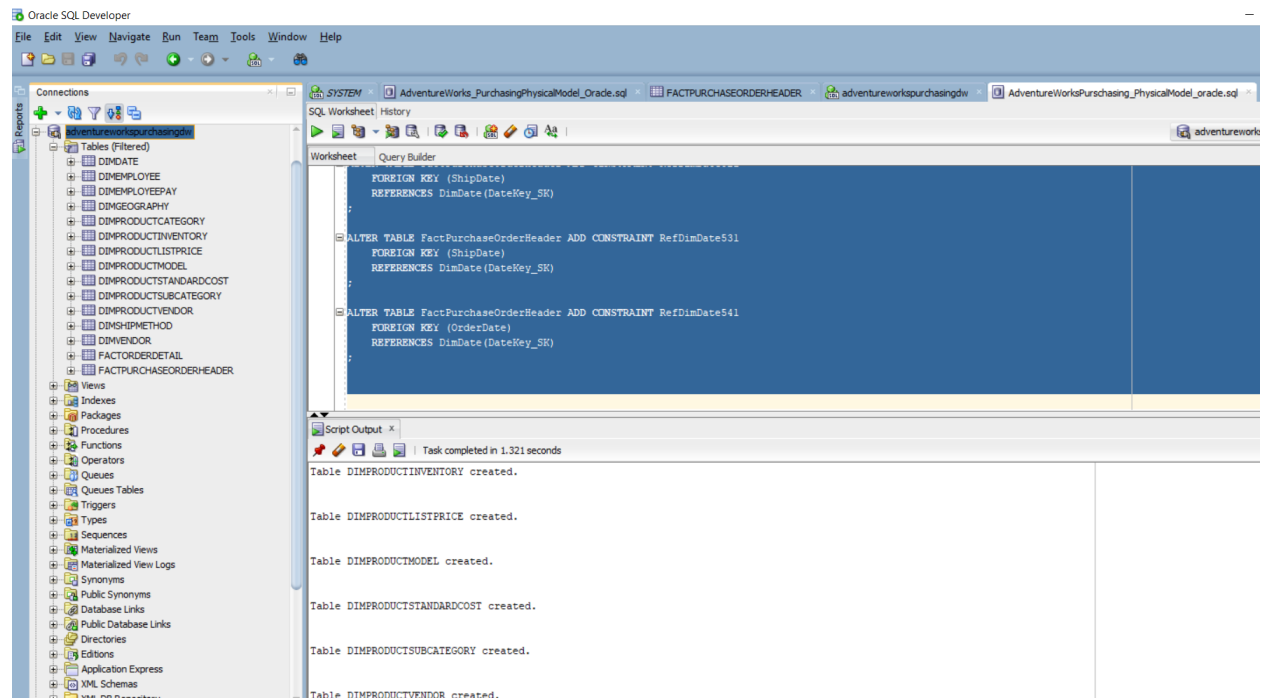 Oracle SQL Developer
File Edit View Navigate Run Team Tools Window Help
Connections
Reports
adventureworkspurchasingdw
Tables (Filtered)
DIMDATE
DIMEMPLOYEE
DIMEMPLOYEEPAY
DIMGEOGRAPHY
DIMPRODUCTCATEGORY
DIMPRODUCTINVENTORY
DIMPRODUCTLISTPRICE
DIMPRODUCTMODEL
DIMPRODUCTSTANDARDCOST
DIMPRODUCTSUBCATEGORY
DIMPRODUCTVENDOR
DIMSHIPMETHOD
DIMVENDOR
FACTORDERDETAIL
FACTPURCHASEORDERHEADER
Views
Indexes
Packages
Procedures
Functions
Operators
Queues
Queues Tables
Triggers
Types
Sequences
Materialized Views
Materialized View Logs
Synonyms
Public Synonyms
Database Links
Public Database Links
Directories
Editions
Application Express
XML Schemas
XML DB Repository
SYSTEM AdventureWorks_PurchasingPhysicalModel_Oracle.sql FACTPURCHASEORDERHEADER adventureworkspurchasingdw AdventureWorksPurschasing_PhysicalModel_oracle.sql
SQL Worksheet History
adventurework
Worksheet Query Builder
FOREIGN KEY (ShipDate)
REFERENCES DimDate(DateKey_SK)
;
ALTER TABLE FactPurchaseOrderHeader ADD CONSTRAINT RefDimDate531
FOREIGN KEY (ShipDate)
REFERENCES DimDate(DateKey_SK)
;
ALTER TABLE FactPurchaseOrderHeader ADD CONSTRAINT RefDimDate541
FOREIGN KEY (OrderDate)
REFERENCES DimDate(DateKey_SK)
;
Script Output
Task completed in 1.321 seconds
Table DIMPRODUCTINVENTORY created.
Table DIMPRODUCTLISTPRICE created.
Table DIMPRODUCTMODEL created.
Table DIMPRODUCTSTANDARDCOST created.
Table DIMPRODUCTSUBCATEGORY created.
Table DIMPRODUCTVENDOR created.